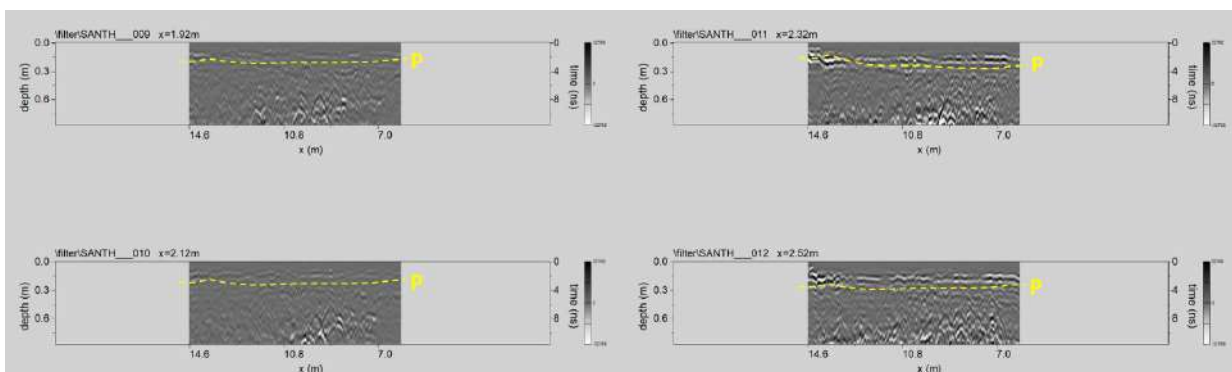 \filter\SANTH___009 x=1.92m
0.0
0.3
0.6
depth (m)
P
0
4
8
time (ns)
14.6 10.8 7.0
x (m)
\filter\SANTH___011 x=2.32m
0.0
0.3
0.6
depth (m)
P
0
4
8
time (ns)
14.6 10.8 7.0
x (m)
\filter\SANTH___010 x=2.12m
0.0
0.3
0.6
depth (m)
P
0
4
8
time (ns)
14.6 10.8 7.0
x (m)
\filter\SANTH___012 x=2.52m
0.0
0.3
0.6
depth (m)
P
0
4
8
time (ns)
14.6 10.8 7.0
x (m)